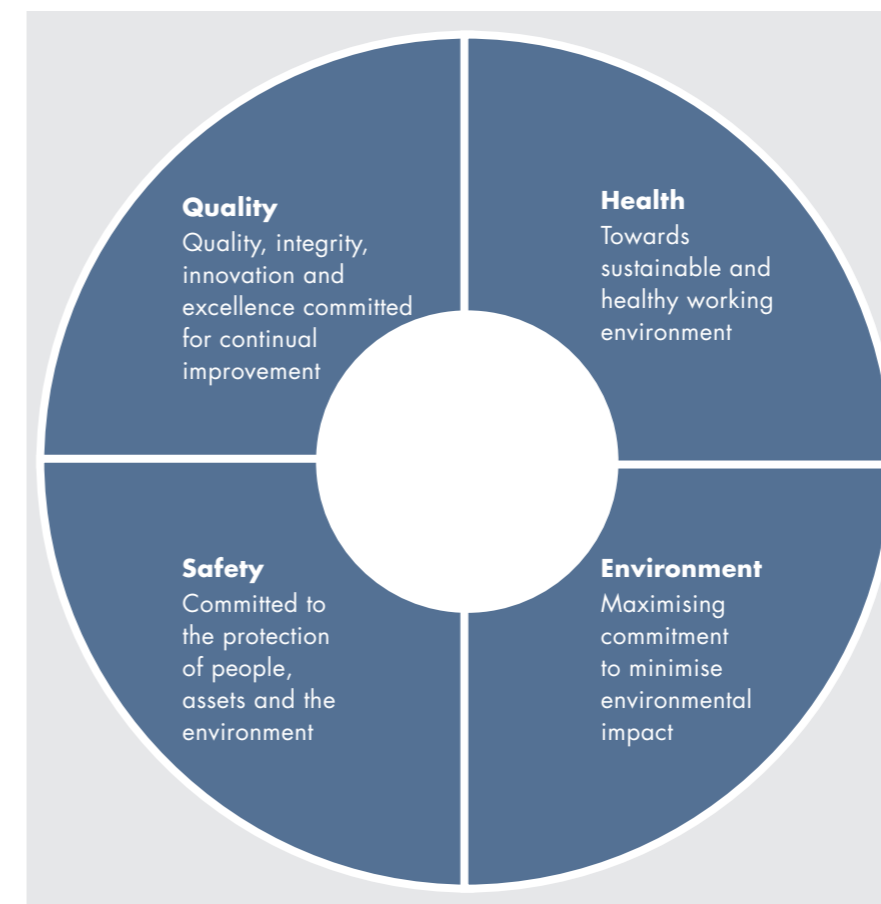 Quality
Quality, integrity,
innovation and
excellence committed
for continual
improvement
Health
Towards
sustainable and
healthy working
environment
Safety
Committed to
the protection
of people,
assets and the
environment
Environment
Maximising
commitment
to minimise
environmental
impact